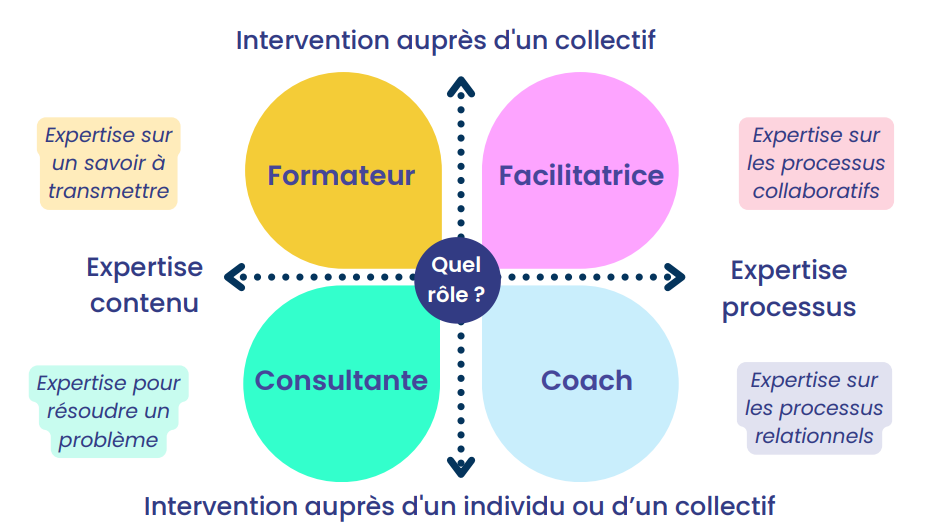 Intervention auprès d'un collectif
Expertise sur
un savoir à
transmettre
Formateur
Facilitatrice
Expertise sur
les processus
collaboratifs
Expertise
contenu
Quel
rôle ?
Expertise
processus
Expertise pour
résoudre un
problème
Consultante
Coach
Expertise sur
les processus
relationnels
Intervention auprès d'un individu ou d’un collectif